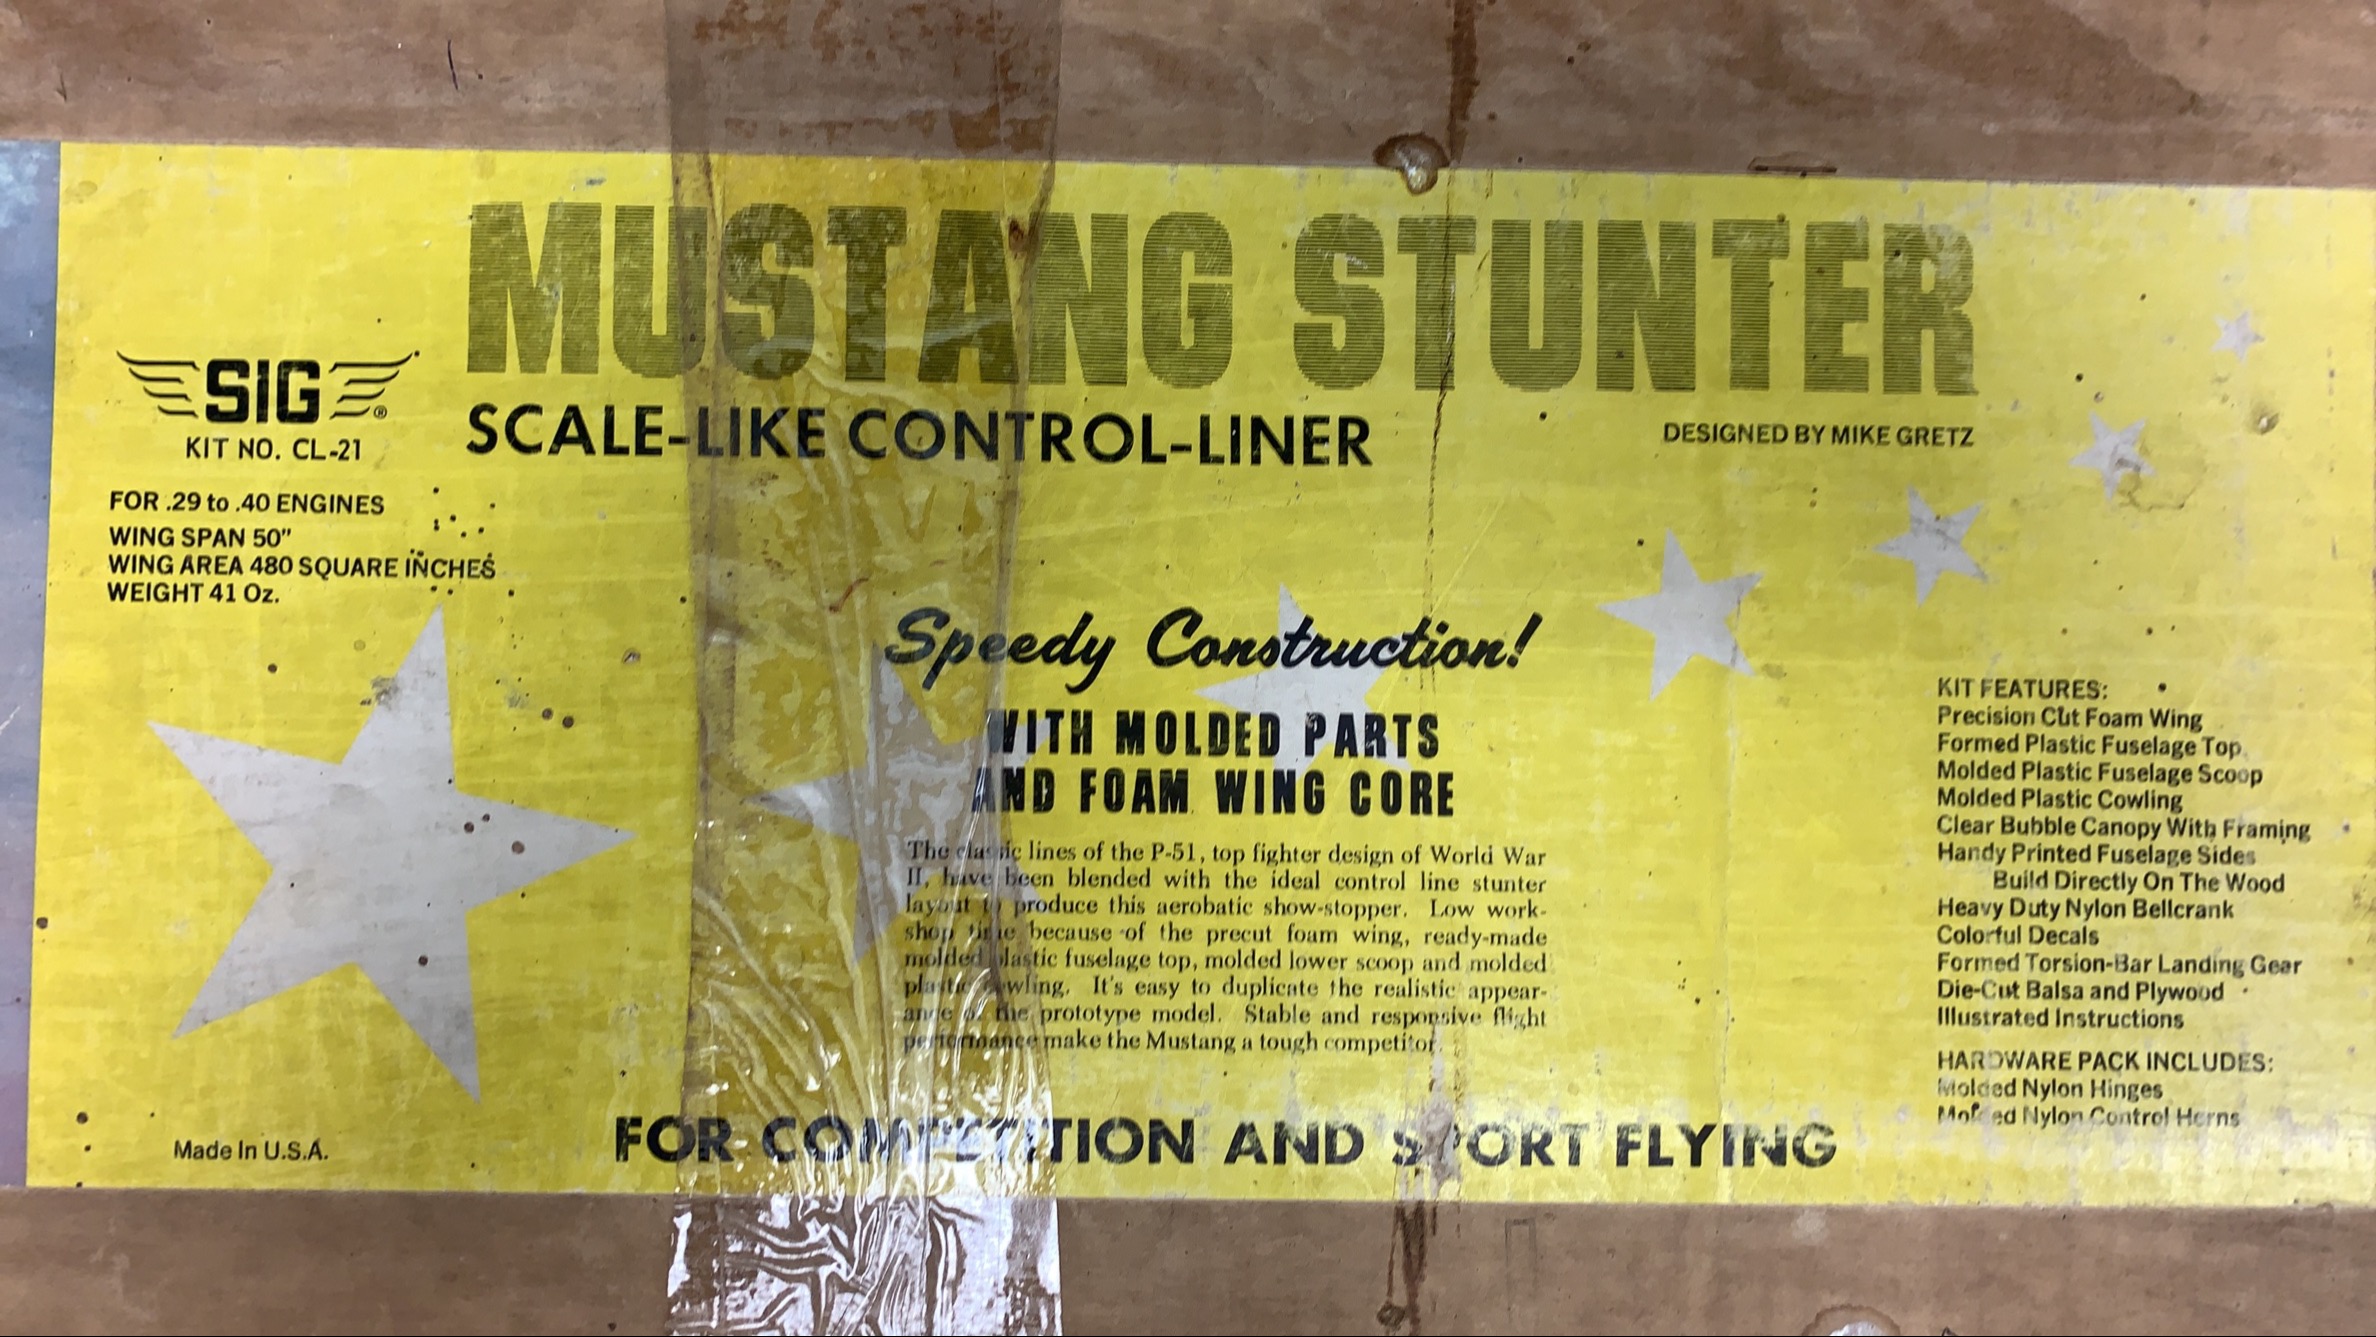 MUSTANG STUNTER
SCALE-LIKE CONTROL-LINER
DESIGNED BY MIKE GRETZ
SIG®
KIT NO. CL-21
FOR .29 to .40 ENGINES
WING SPAN 50"
WING AREA 480 SQUARE INCHES
WEIGHT 41 Oz.
Speedy Construction!
WITH MOLDED PARTS
AND FOAM WING CORE
The classic lines of the P-51, top fighter design of World War
II, have been blended with the ideal control line stunter
layout to produce this aerobatic show-stopper. Low work-
shop time because of the precut foam wing, ready-made
molded plastic fuselage top, molded lower scoop and molded
plastic cowling. It's easy to duplicate the realistic appear-
ance of the prototype model. Stable and responsive flight
performance make the Mustang a tough competitor.
KIT FEATURES:
Precision Cut Foam Wing
Formed Plastic Fuselage Top
Molded Plastic Fuselage Scoop
Molded Plastic Cowling
Clear Bubble Canopy With Framing
Handy Printed Fuselage Sides
Build Directly On The Wood
Heavy Duty Nylon Bellcrank
Colorful Decals
Formed Torsion-Bar Landing Gear
Die-Cut Balsa and Plywood
Illustrated Instructions
HARDWARE PACK INCLUDES:
Molded Nylon Hinges
Molded Nylon Control Horns
Made In U.S.A.
FOR COMPETITION AND SPORT FLYING